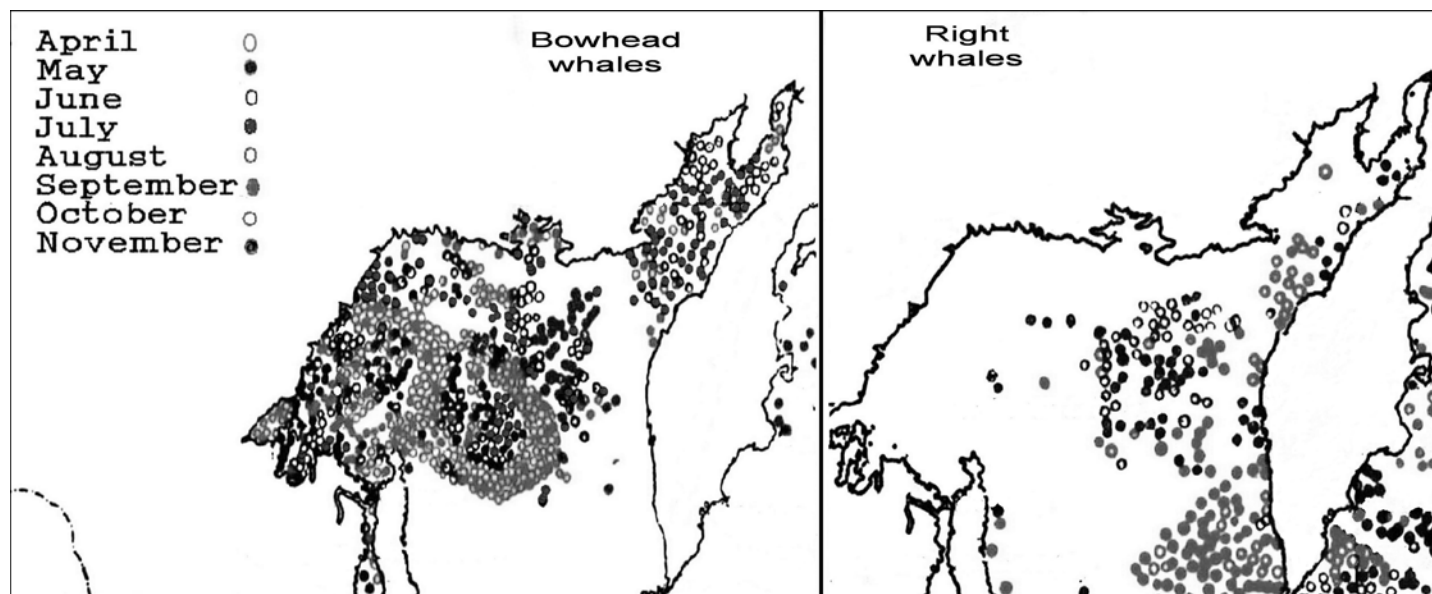 April
May
June
July
August
September
October
November
Bowhead
whales
Right
whales